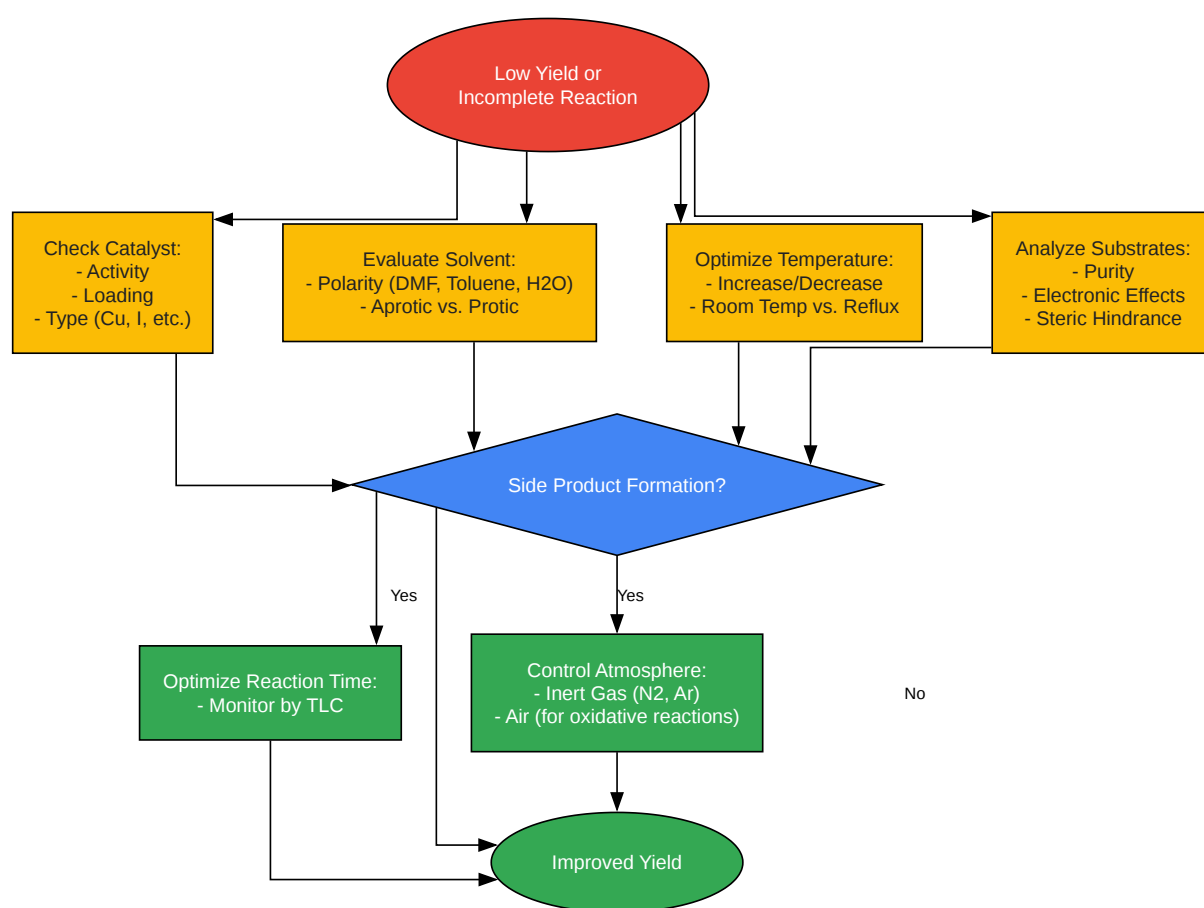 Low Yield or
Incomplete Reaction
Check Catalyst:
- Activity
- Loading
- Type (Cu, I, etc.)
Evaluate Solvent:
- Polarity (DMF, Toluene, H2O)
- Aprotic vs. Protic
Optimize Temperature:
- Increase/Decrease
- Room Temp vs. Reflux
Analyze Substrates:
- Purity
- Electronic Effects
- Steric Hindrance
Side Product Formation?
Yes
Yes
Optimize Reaction Time:
- Monitor by TLC
Control Atmosphere:
- Inert Gas (N2, Ar)
- Air (for oxidative reactions)
No
Improved Yield